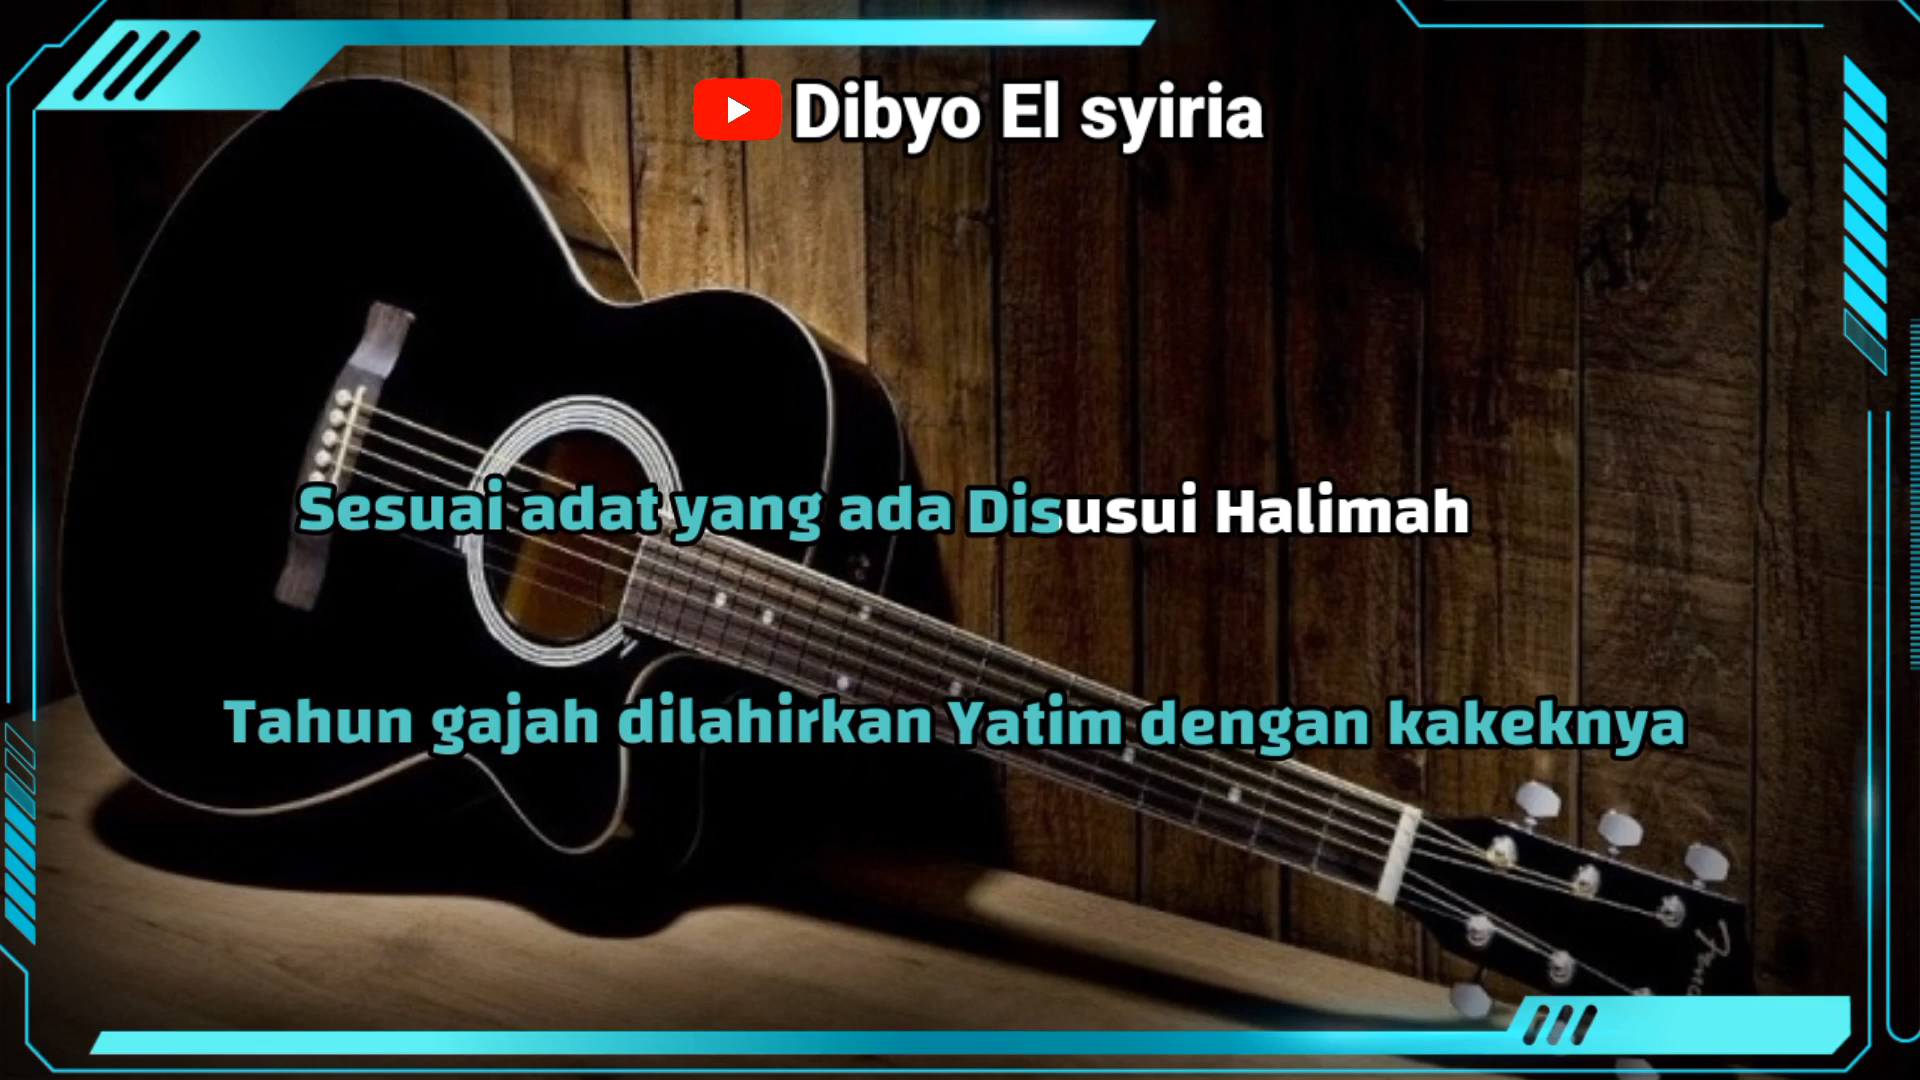 Dibyo El syiria
Sesuai adat yang ada Disusui Halimah
Tahun gajah dilahirkan Yatim dengan kakeknya